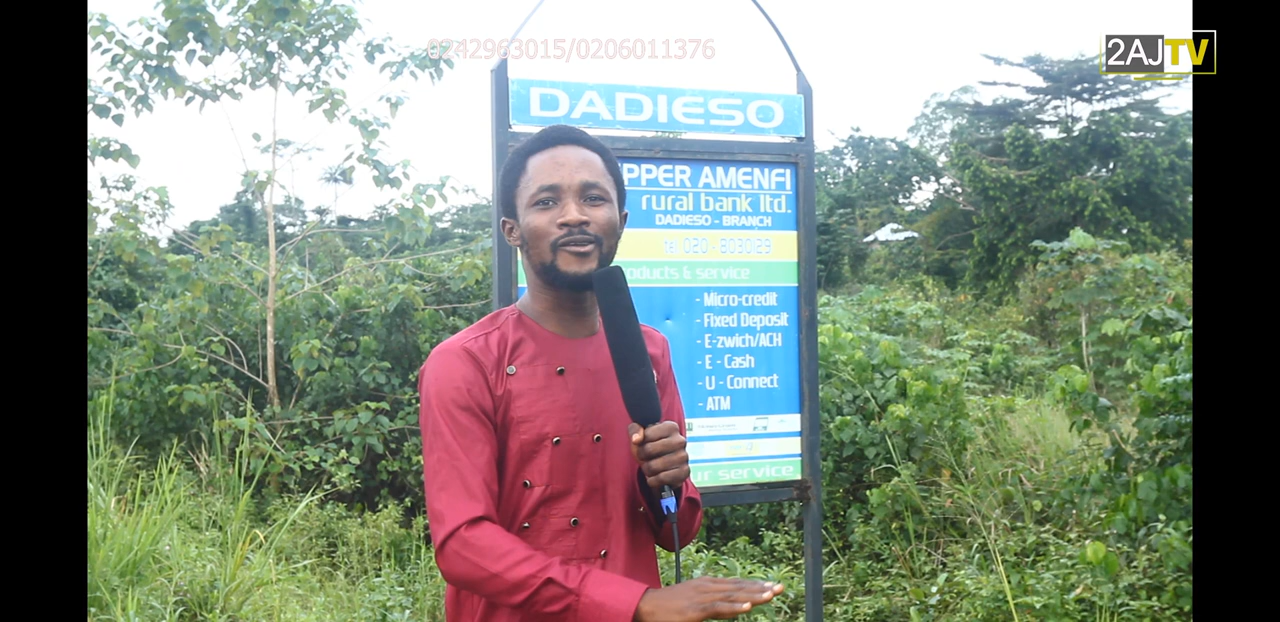 0242963015/0206011376
2AJTV
DADIESO
PPER AMENFI
rural bank ltd.
DADIESO - BRANCH
tel: 020 - 8030129
oducts & service
- Micro-credit
- Fixed Deposit
- E-zwich/ACH
- E - Cash
- U - Connect
- ATM
ur service